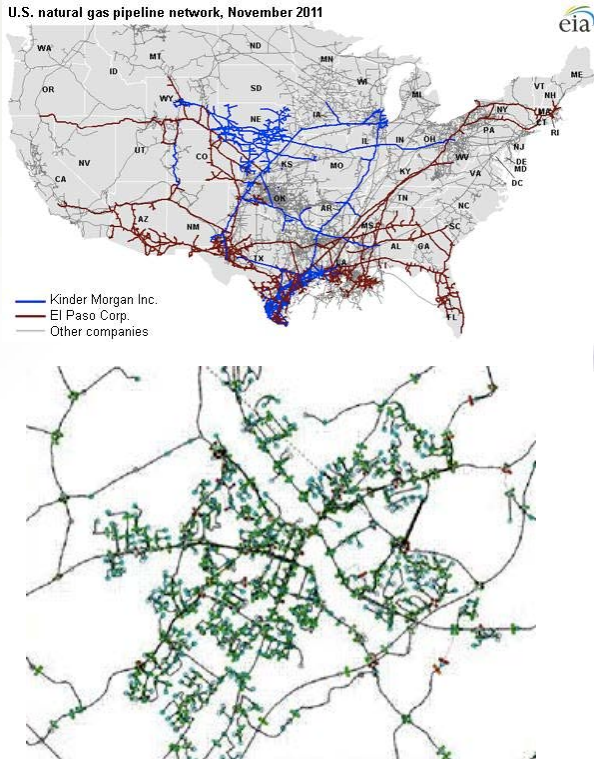 U.S. natural gas pipeline network, November 2011
eia
WA
MT
ND
MN
WI
MI
VT
ME
NH
OR
ID
WY
SD
NY
MA
CT
RI
NE
IA
IL
IN
OH
PA
NJ
DE
MD
DC
NV
UT
CO
KS
MO
WV
VA
KY
CA
AZ
NM
OK
AR
TN
NC
SC
TX
MS
AL
GA
LA
FL
Kinder Morgan Inc.
El Paso Corp.
Other companies